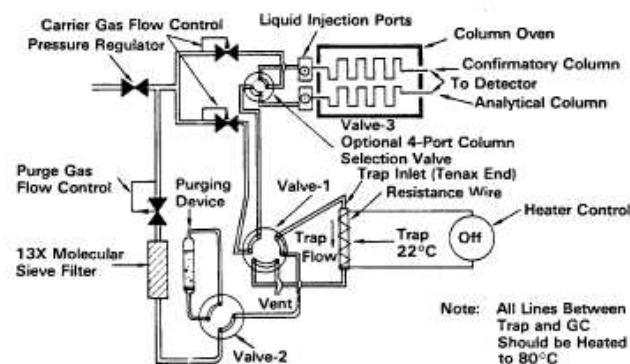 Carrier Gas Flow Control
Pressure Regulator
Liquid Injection Ports
Column Oven
Confirmatory Column
To Detector
Analytical Column
Valve-3
Optional 4-Port Column
Selection Valve
Purge Gas
Flow Control
13X Molecular
Sieve Filter
Purging
Device
Valve-1
Trap Inlet (Tenax End)
Resistance Wire
Heater Control
Trap
Flow
Trap
22°C
Off
Vent
Valve-2
Note: All Lines Between
Trap and GC
Should be Heated
to 80°C